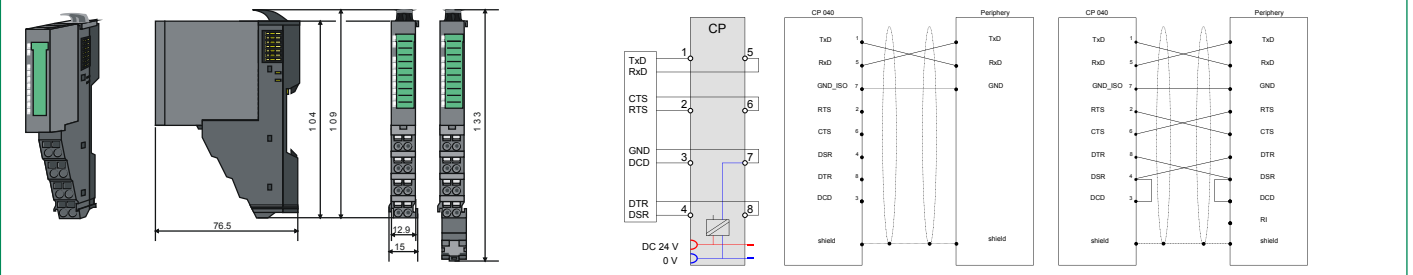 104
109
133
76.5
12.9
15
CP
TxD 1 5
RxD
CTS
RTS 2 6
GND
DCD 3 7
DTR
DSR 4 8
DC 24 V
0 V
CP 040 Periphery
TxD 1 TxD
RxD 5 RxD
GND_ISO 7 GND
RTS 2
CTS 6
DSR 4
DTR 8
DCD 3
shield shield
CP 040 Periphery
TxD 1 TxD
RxD 5 RxD
GND_ISO 7 GND
RTS 2 RTS
CTS 6 CTS
DTR 8 DTR
DSR 4 DSR
DCD 3 DCD
RI
shield shield